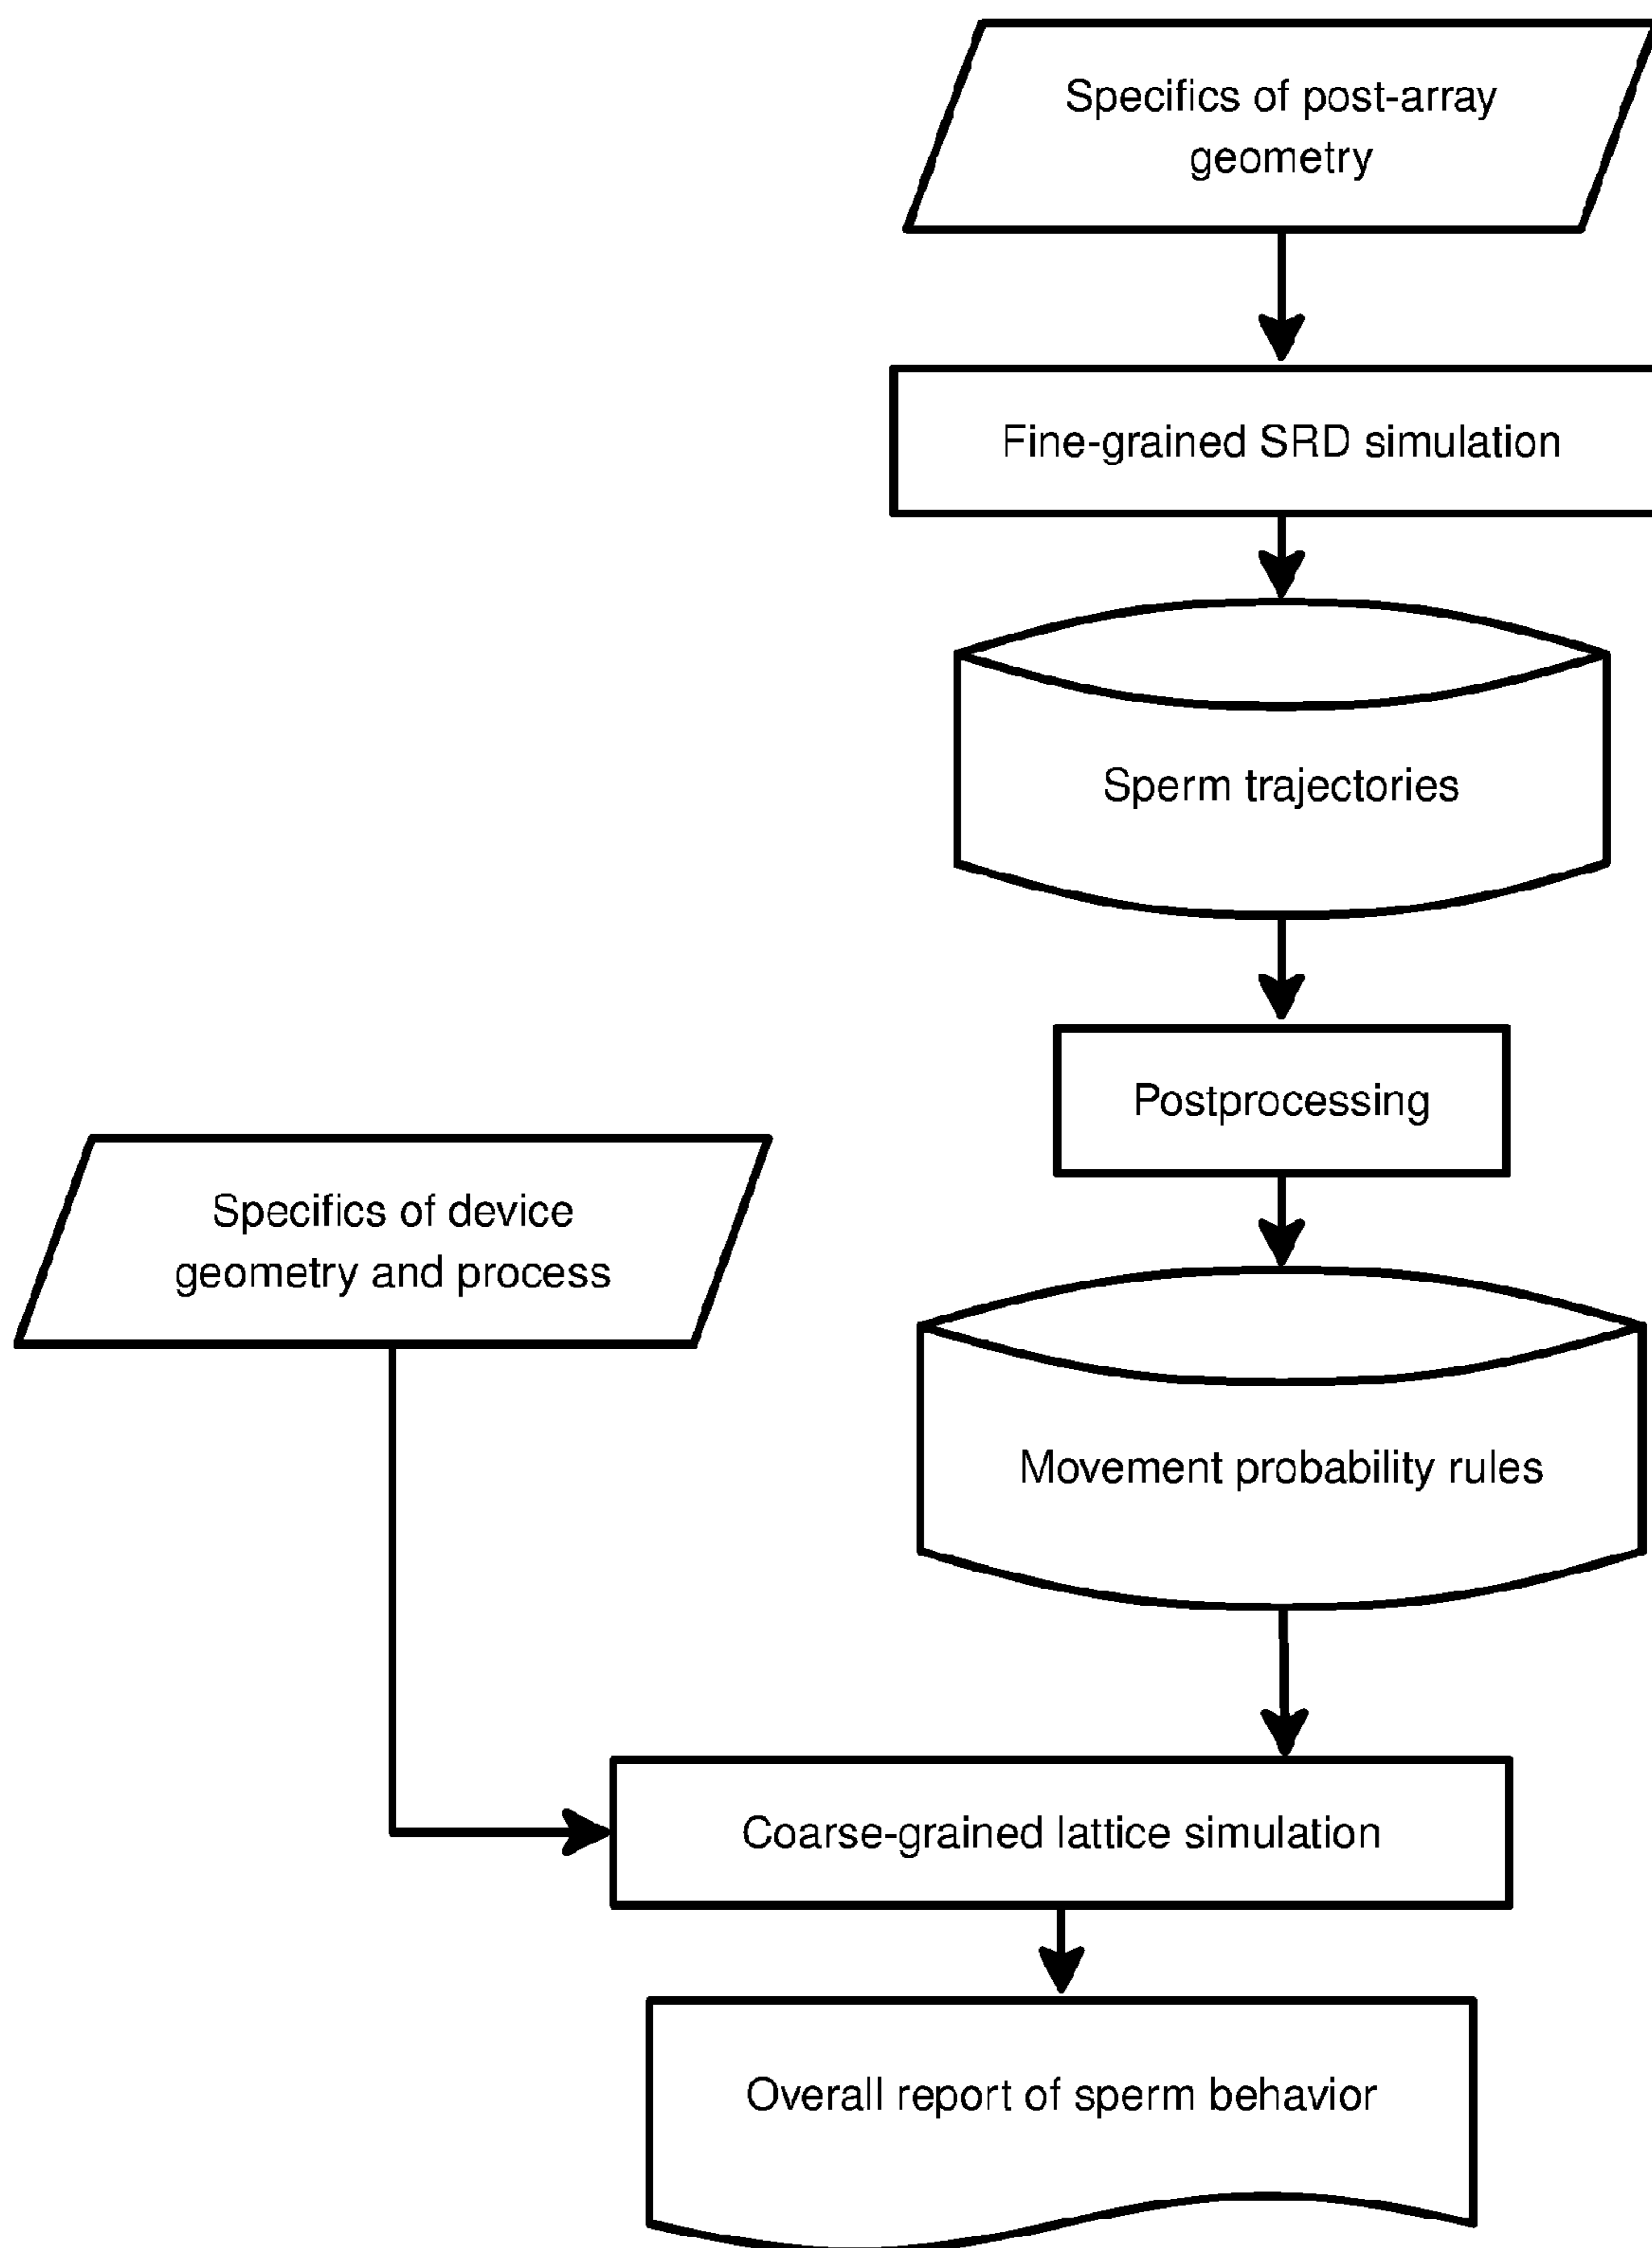 Specifics of post-array
geometry
Fine-grained SRD simulation
Sperm trajectories
Postprocessing
Specifics of device
geometry and process
Movement probability rules
Coarse-grained lattice simulation
Overall report of sperm behavior